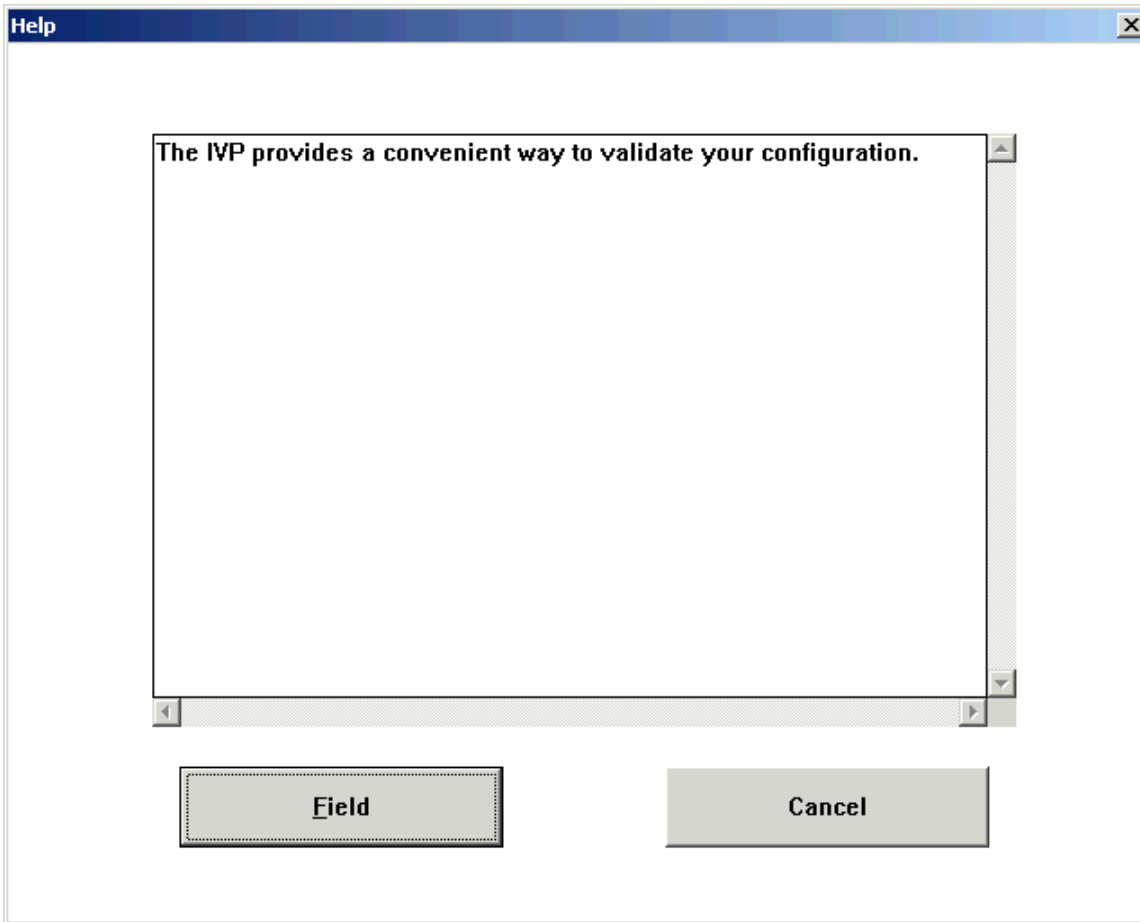 Help
The IVP provides a convenient way to validate your configuration.
Field
Cancel